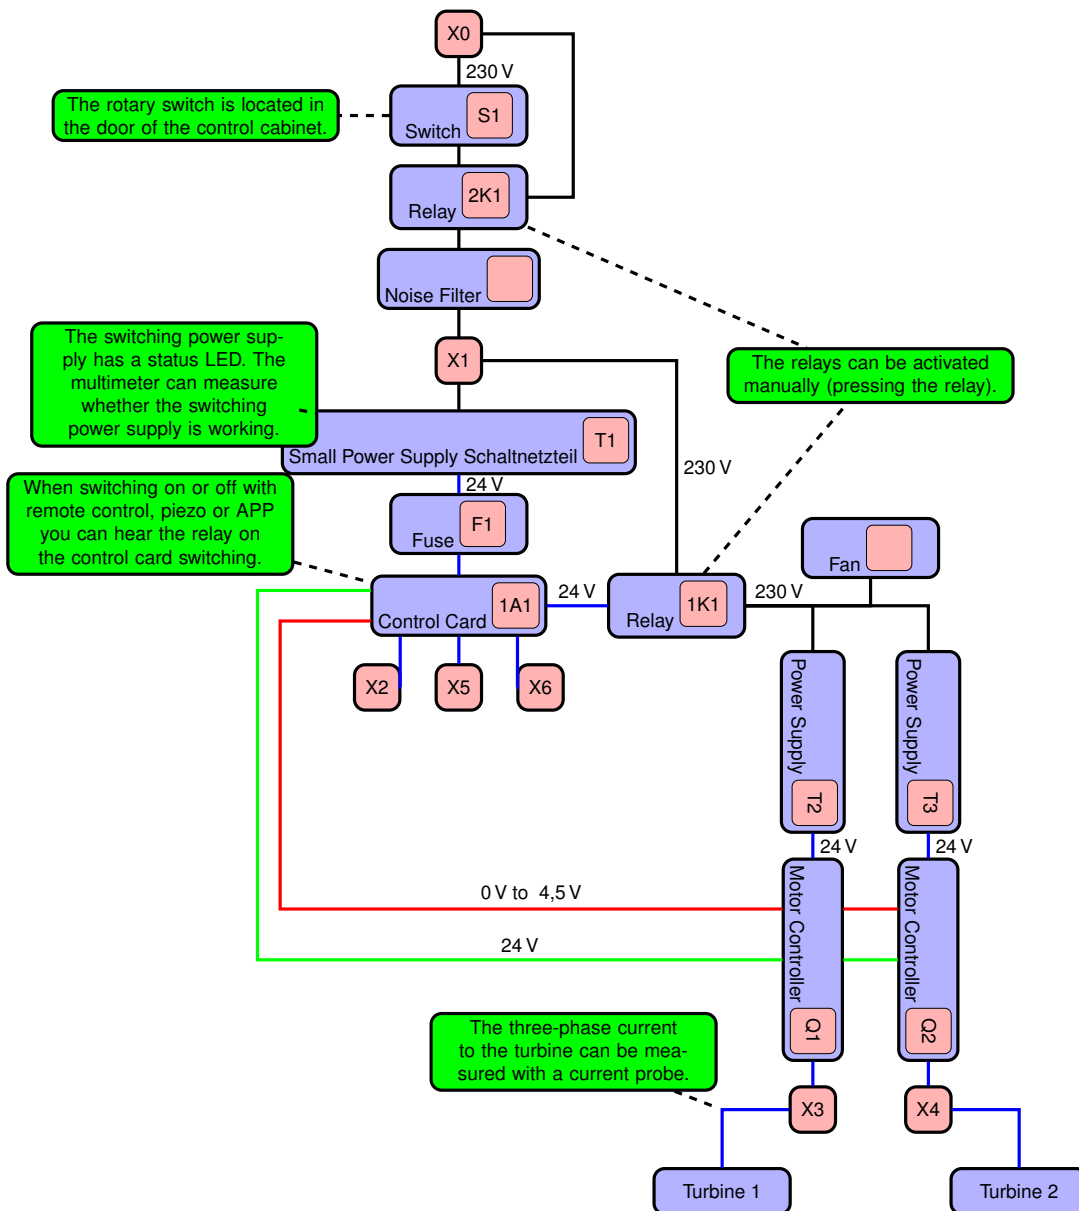 X0
230 V
The rotary switch is located in
the door of the control cabinet.
S1
Switch
2K1
Relay
Noise Filter
The switching power sup-
ply has a status LED. The
multimeter can measure
whether the switching
power supply is working.
X1
The relays can be activated
manually (pressing the relay).
T1
Small Power Supply Schaltnetzteil
230 V
24 V
When switching on or off with
remote control, piezo or APP
you can hear the relay on
the control card switching.
F1
Fuse
Fan
1A1
Control Card
24 V
1K1
Relay
230 V
X2
X5
X6
Power Supply
T2
Power Supply
T3
24 V
24 V
0 V to 4,5 V
24 V
Motor Controller
Q1
Motor Controller
Q2
The three-phase current
to the turbine can be mea-
sured with a current probe.
X3
X4
Turbine 1
Turbine 2